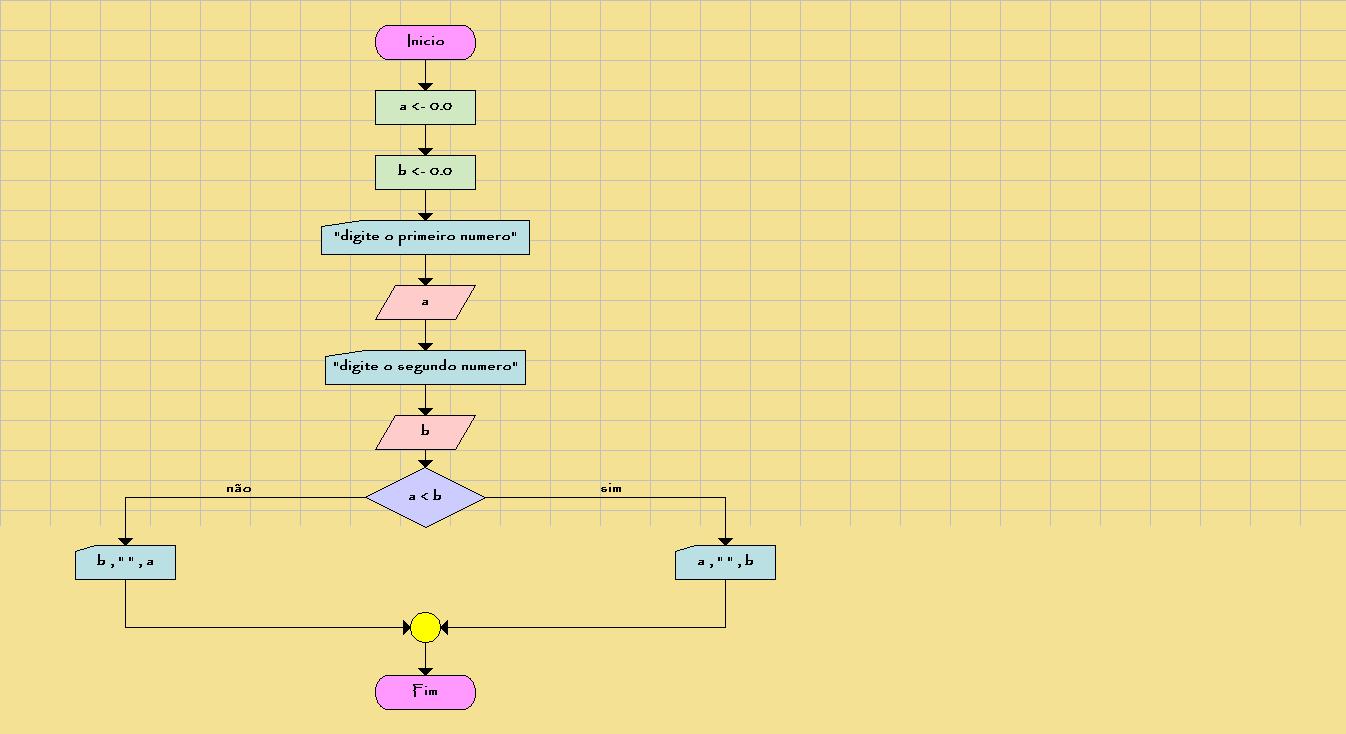 Inicio
a <- 0.0
b <- 0.0
"digite o primeiro numero"
a
"digite o segundo numero"
b
não
a < b
sim
b , " " , a
a , " " , b
Fim